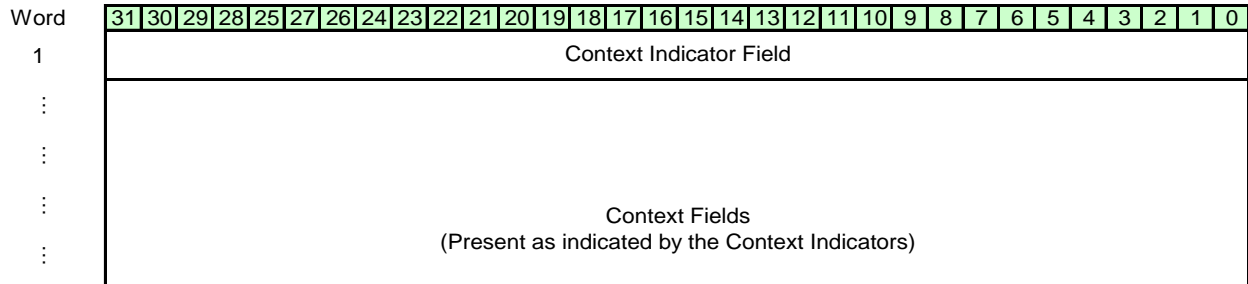 Word 31 30 29 28 25 27 26 24 23 22 21 20 19 18 17 16 15 14 13 12 11 10 9 8 7 6 5 4 3 2 1 0
1 Context Indicator Field
⋮
⋮
⋮
Context Fields
(Present as indicated by the Context Indicators)
⋮